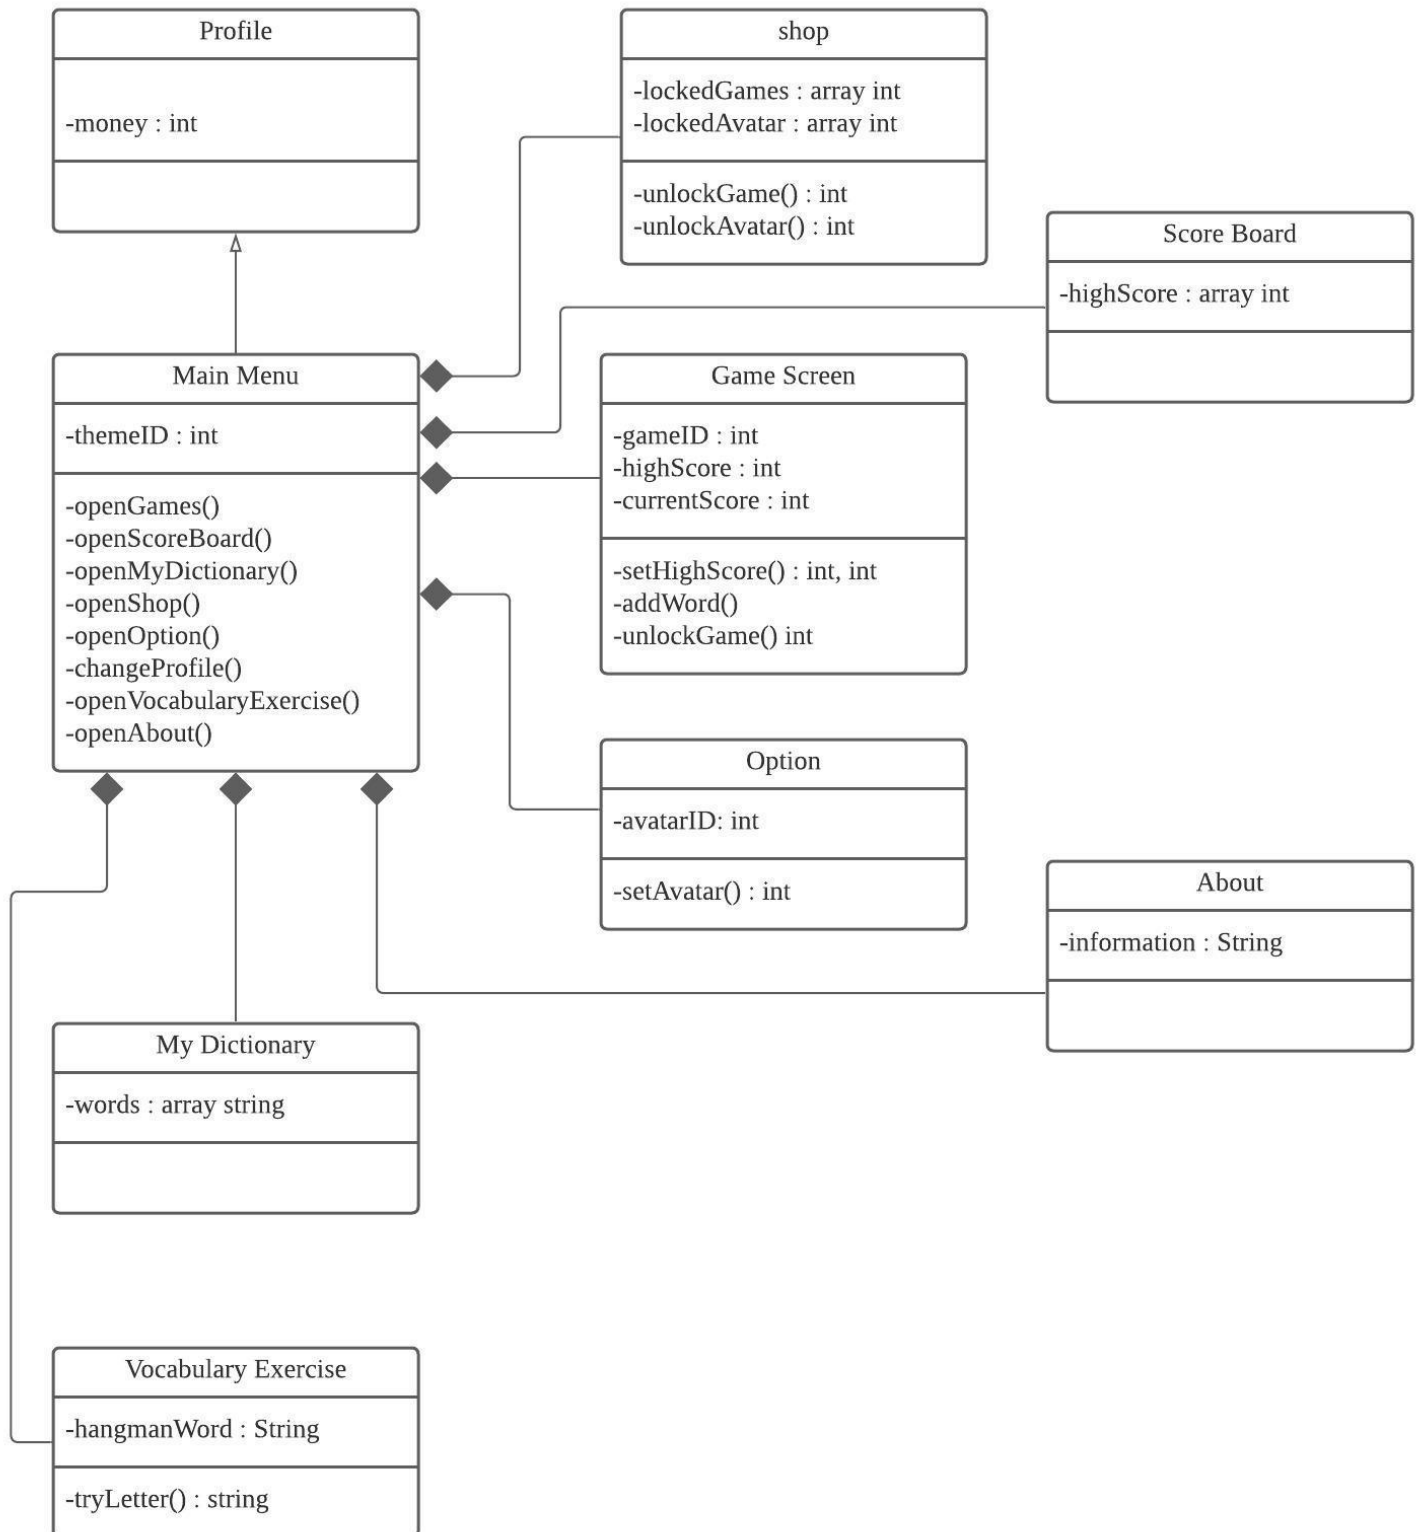 Profile
-money : int
shop
-lockedGames : array int
-lockedAvatar : array int
-unlockGame() : int
-unlockAvatar() : int
Score Board
-highScore : array int
Main Menu
-themeID : int
-openGames()
-openScoreBoard()
-openMyDictionary()
-openShop()
-openOption()
-changeProfile()
-openVocabularyExercise()
-openAbout()
Game Screen
-gameID : int
-highScore : int
-currentScore : int
-setHighScore() : int, int
-addWord()
-unlockGame() int
Option
-avatarID: int
-setAvatar() : int
About
-information : String
My Dictionary
-words : array string
Vocabulary Exercise
-hangmanWord : String
-tryLetter() : string